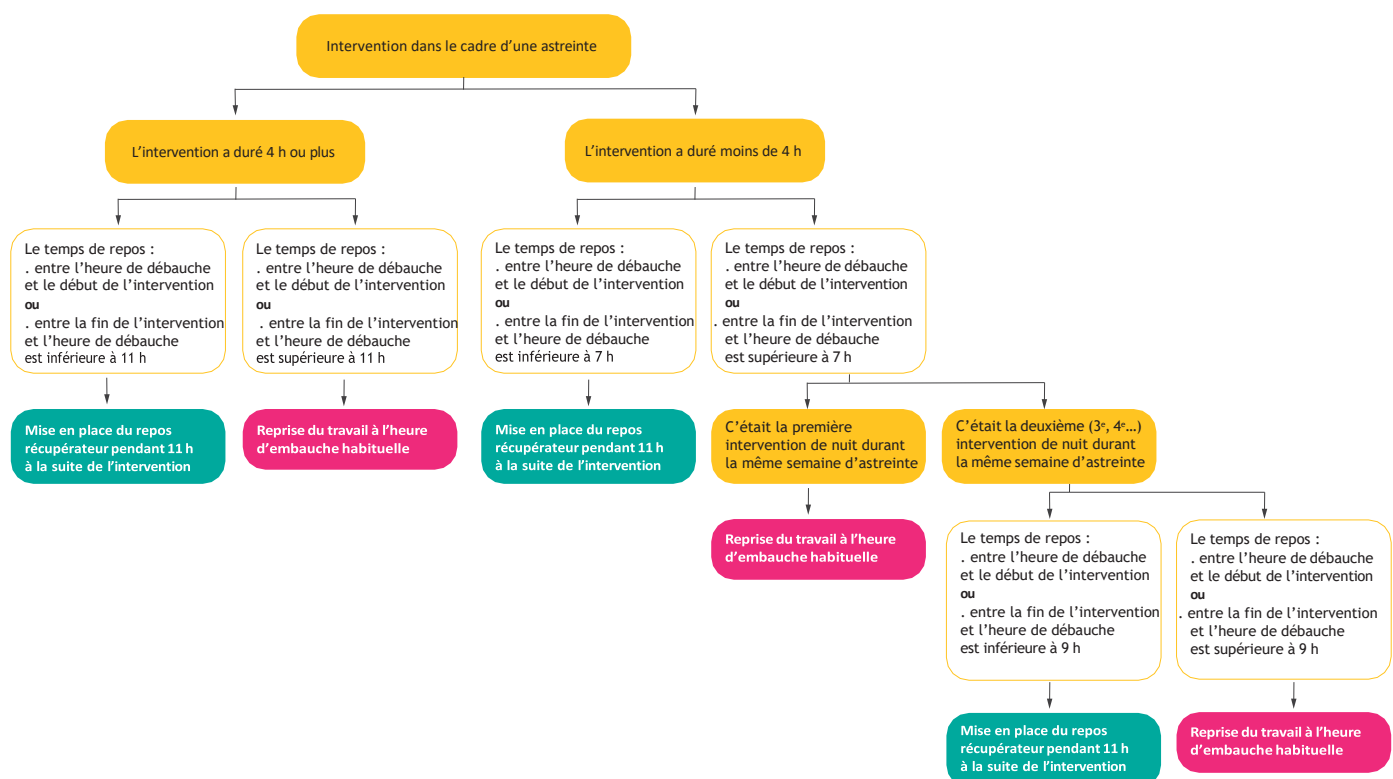 Intervention dans le cadre d’une astreinte
L’intervention a duré 4 h ou plus
L’intervention a duré moins de 4 h
Le temps de repos :
. entre l’heure de débauche
et le début de l’intervention
ou
. entre la fin de l’intervention
et l’heure de débauche
est inférieure à 11 h
Le temps de repos :
. entre l’heure de débauche
et le début de l’intervention
ou
. entre la fin de l’intervention
et l’heure de débauche
est supérieure à 11 h
Le temps de repos :
. entre l’heure de débauche
et le début de l’intervention
ou
. entre la fin de l’intervention
et l’heure de débauche
est inférieure à 7 h
Le temps de repos :
. entre l’heure de débauche
et le début de l’intervention
ou
. entre la fin de l’intervention
et l’heure de débauche
est supérieure à 7 h
Mise en place du repos
récupérateur pendant 11 h
à la suite de l’intervention
Reprise du travail à l’heure
d’embauche habituelle
Mise en place du repos
récupérateur pendant 11 h
à la suite de l’intervention
C’était la première
intervention de nuit durant
la même semaine d’astreinte
C’était la deuxième (3e, 4e…)
intervention de nuit durant
la même semaine d’astreinte
Reprise du travail à l’heure
d’embauche habituelle
Le temps de repos :
. entre l’heure de débauche
et le début de l’intervention
ou
. entre la fin de l’intervention
et l’heure de débauche
est inférieure à 9 h
Le temps de repos :
. entre l’heure de débauche
et le début de l’intervention
ou
. entre la fin de l’intervention
et l’heure de débauche
est supérieure à 9 h
Mise en place du repos
récupérateur pendant 11 h
à la suite de l’intervention
Reprise du travail à l’heure
d’embauche habituelle